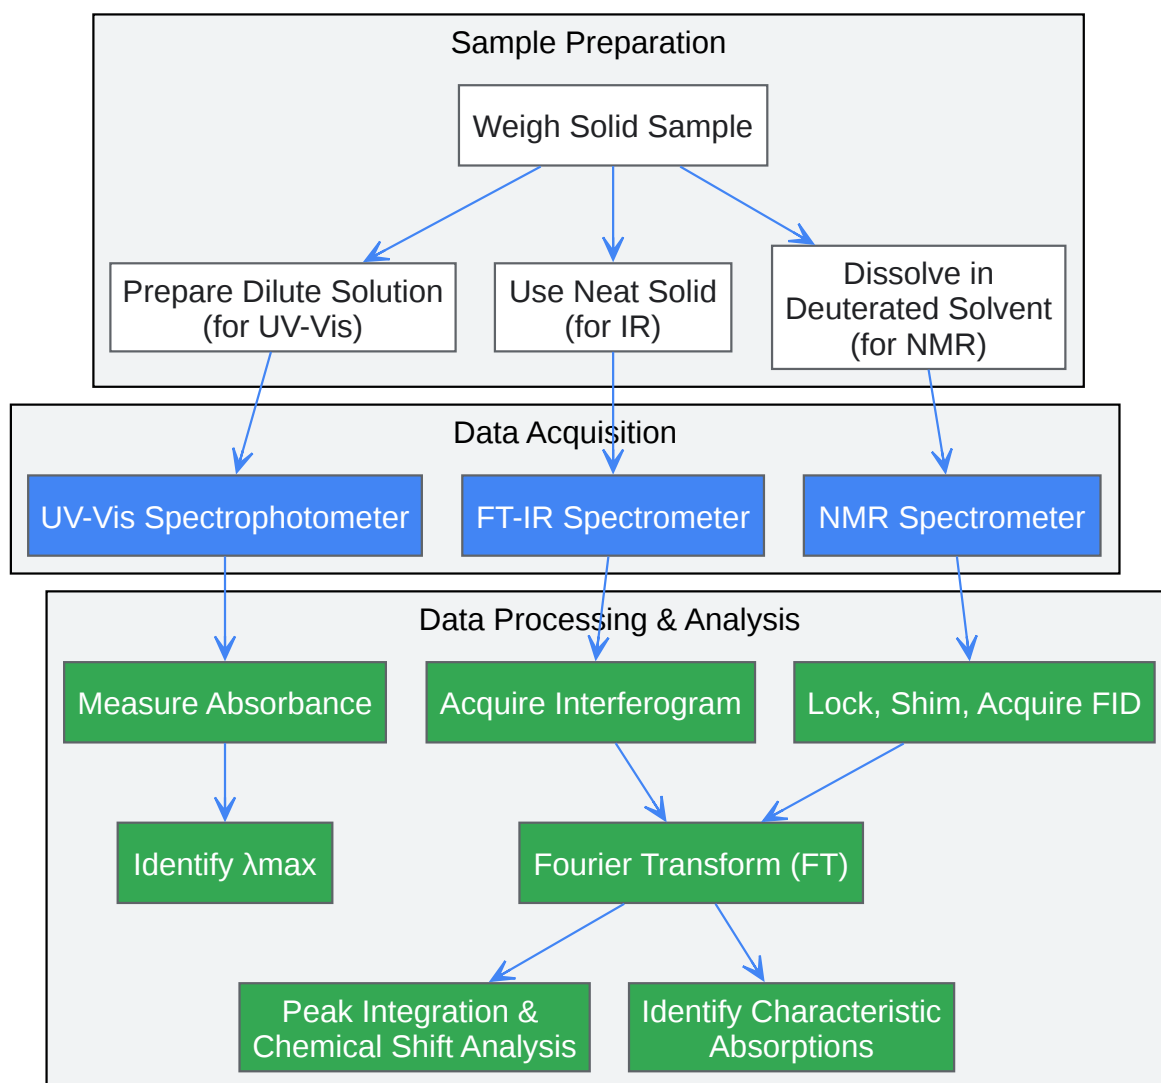 Sample Preparation
Weigh Solid Sample
Prepare Dilute Solution
(for UV-Vis)
Use Neat Solid
(for IR)
Dissolve in
Deuterated Solvent
(for NMR)
Data Acquisition
UV-Vis Spectrophotometer
FT-IR Spectrometer
NMR Spectrometer
Data Processing & Analysis
Measure Absorbance
Acquire Interferogram
Lock, Shim, Acquire FID
Identify λmax
Fourier Transform (FT)
Peak Integration &
Chemical Shift Analysis
Identify Characteristic
Absorptions